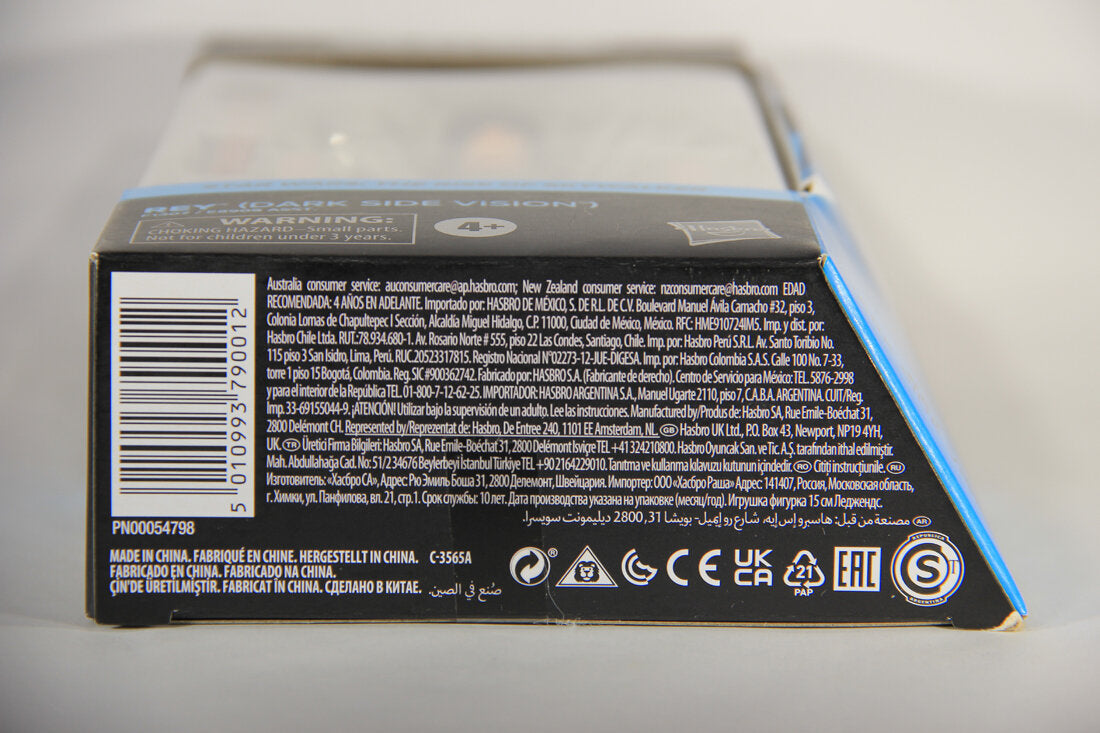 REY (DARK SIDE VISION)
WARNING:
CHOKING HAZARD—Small parts.
Not for children under 3 years.
4+
Hasbro
5 010993 790012
PN00054798
Australia consumer service: auconsumercare@ap.hasbro.com; New Zealand consumer service: nzconsumercare@hasbro.com EDAD
RECOMENDADA: 4 AÑOS EN ADELANTE. Importado por: HASBRO DE MÉXICO, S. DE R.L. DE C.V. Boulevard Manuel Ávila Camacho #32, piso 3,
Colonia Lomas de Chapultepec I Sección, Alcaldía Miguel Hidalgo, C.P. 11000, Ciudad de México, México. RFC: HME910724IM5. Imp. y dist. por:
Hasbro Chile Ltda. RUT.:78.934.680-1. Av. Rosario Norte # 555, piso 22 Las Condes, Santiago, Chile. Imp. por: Hasbro Perú S.R.L. Av. Santo Toribio No.
115 piso 3 San Isidro, Lima, Perú. RUC.20523317815. Registro Nacional N°02273-12-JUE-DIGESA. Imp. por: Hasbro Colombia S.A.S. Calle 100 No. 7-33,
torre 1 piso 15 Bogotá, Colombia. Reg. SIC #900362742. Fabricado por: HASBRO S.A. (Fabricante de derecho). Centro de Servicio para México: TEL. 5876-2998
y para el interior de la República TEL. 01-800-7-12-62-25. IMPORTADOR: HASBRO ARGENTINA S.A., Manuel Ugarte 2110, piso 7, C.A.B.A. ARGENTINA. CUIT/Reg.
Imp. 33-69155044-9. ¡ATENCIÓN! Utilizar bajo la supervisión de un adulto. Lee las instrucciones. Manufactured by/Produs de: Hasbro SA, Rue Emile-Boéchat 31,
2800 Delémont CH. Represented by/Reprezentat de: Hasbro, De Entree 240, 1101 EE Amsterdam, NL. GB Hasbro UK Ltd., P.O. Box 43, Newport, NP19 4YH,
UK. TR Üretici Firma Bilgileri: Hasbro SA, Rue Emile-Boéchat 31, 2800 Delémont İsviçre TEL +41324210800. Hasbro Oyuncak San. ve Tic. A.Ş. tarafından ithal edilmiştir.
Mah. Abdullahağa Cad. No: 51/2 34676 Beylerbeyi İstanbul Türkiye TEL +902164229010. Tanıtma ve kullanma kılavuzu kutunun içindedir. RO Citiți instrucțiunile. RU
Изготовитель: «Хасбро СА», Адрес: Рю Эмиль Боша 31, 2800 Делемонт, Швейцария. Импортер: ООО «Хасбро Раша» Адрес: 141407, Россия, Московская область,
г. Химки, ул. Панфилова, вл. 21, стр.1. Срок службы: 10 лет. Дата производства указана на упаковке (месяц/год). Игрушка фигурка 15 см Леджендс.
AR مصنعة من قبل: هاسبرو إس إيه، شارع رو إيميل- بويشا 31, 2800 ديليمونت سويسرا.
MADE IN CHINA. FABRIQUÉ EN CHINE. HERGESTELLT IN CHINA. C-3565A
FABRICADO EN CHINA. FABRICADO NA CHINA.
ÇİN'DE ÜRETİLMİŞTİR. FABRICAT ÎN CHINA. СДЕЛАНО В КИТАЕ. صُنع في الصين.
® CE UK CA 21 PAP EAC REPUBLICA S T ARGENTINA